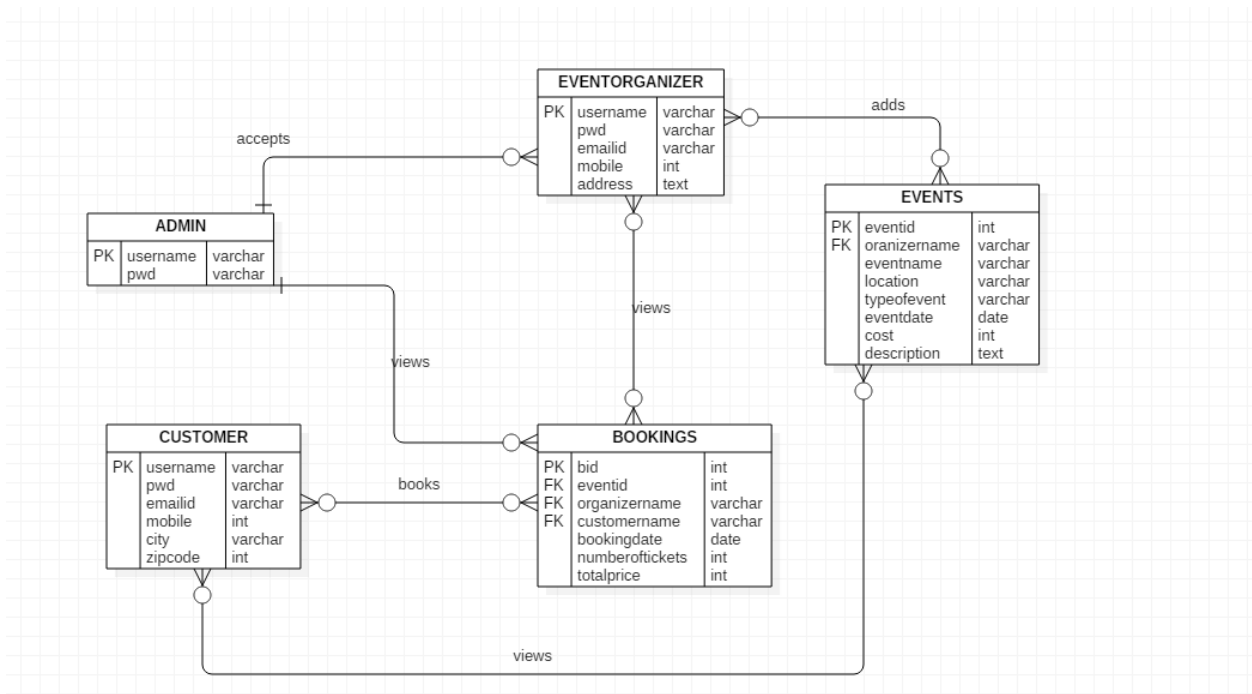 EVENTORGANIZER
PK username varchar
pwd varchar
emailid varchar
mobile int
address text
adds
accepts
EVENTS
PK eventid int
FK oranizername varchar
eventname varchar
location varchar
typeofevent varchar
eventdate date
cost int
description text
ADMIN
PK username varchar
pwd varchar
views
views
CUSTOMER
PK username varchar
pwd varchar
emailid varchar
mobile int
city varchar
zipcode int
books
BOOKINGS
PK bid int
FK eventid int
FK organizername varchar
FK customername varchar
bookingdate date
numberoftickets int
totalprice int
views